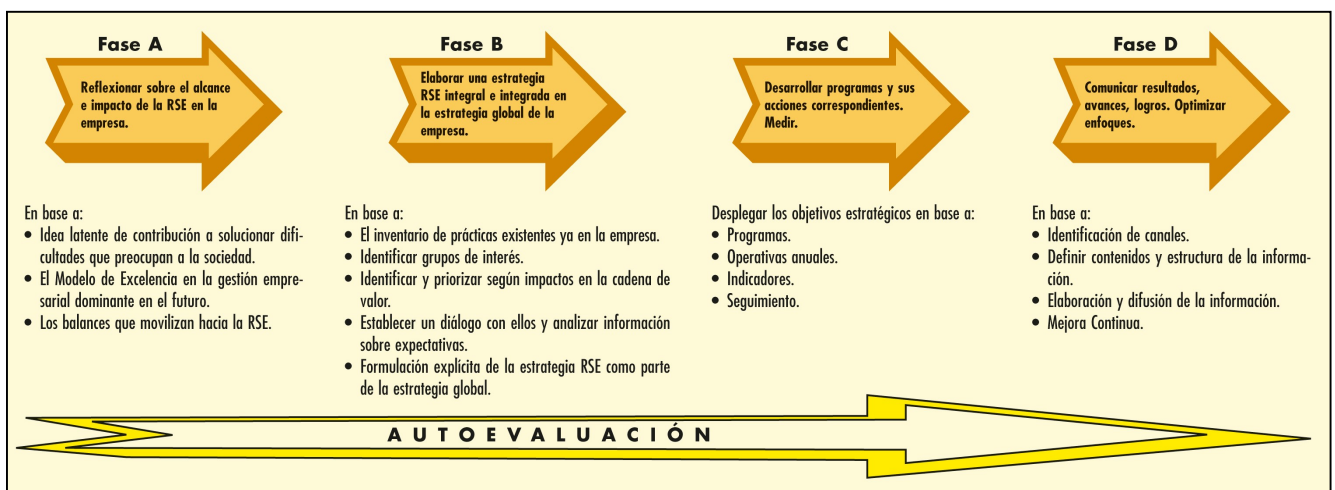 Fase A
Reflexionar sobre el alcance
e impacto de la RSE en la
empresa.
En base a:
• Idea latente de contribución a solucionar difi-
cultades que preocupan a la sociedad.
• El Modelo de Excelencia en la gestión empre-
sarial dominante en el futuro.
• Los balances que movilizan hacia la RSE.
Fase B
Elaborar una estrategia
RSE integral e integrada en
la estrategia global de la
empresa.
En base a:
• El inventario de prácticas existentes ya en la empresa.
• Identificar grupos de interés.
• Identificar y priorizar según impactos en la cadena de
valor.
• Establecer un diálogo con ellos y analizar información
sobre expectativas.
• Formulación explícita de la estrategia RSE como parte
de la estrategia global.
Fase C
Desarrollar programas y sus
acciones correspondientes.
Medir.
Desplegar los objetivos estratégicos en base a:
• Programas.
• Operativas anuales.
• Indicadores.
• Seguimiento.
Fase D
Comunicar resultados,
avances, logros. Optimizar
enfoques.
En base a:
• Identificación de canales.
• Definir contenidos y estructura de la informa-
ción.
• Elaboración y difusión de la información.
• Mejora Continua.
AUTOEVALUACIÓN